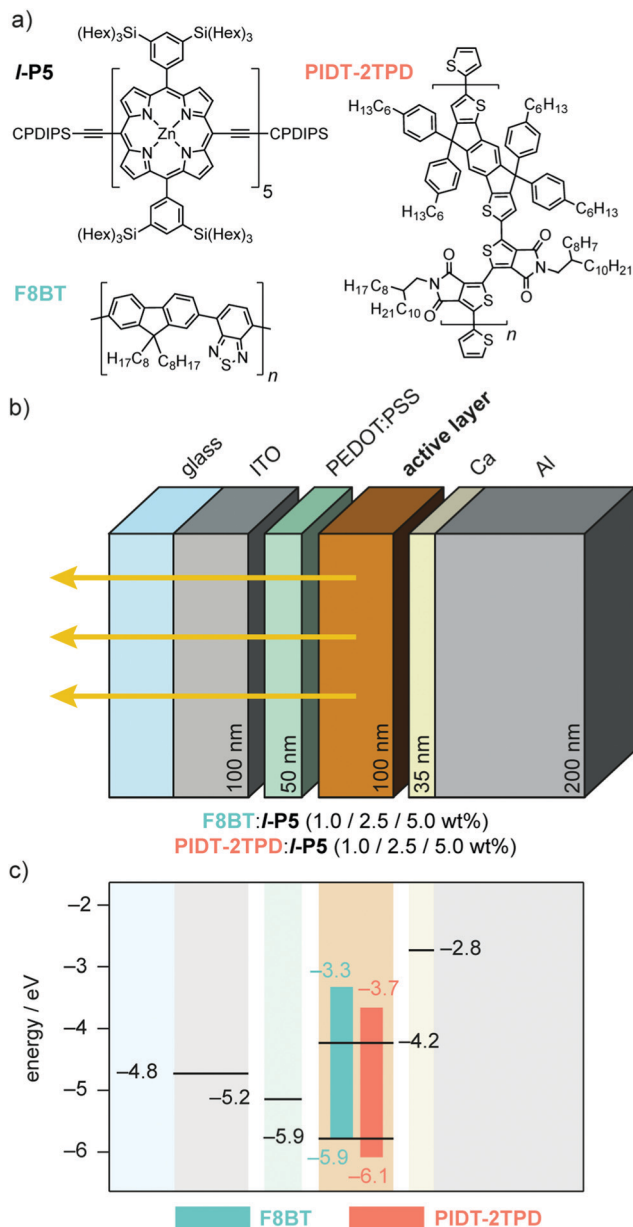 a)
l-P5
(Hex)3Si
Si(Hex)3
CPDIPS
N
N
Zn
N
N
CPDIPS
5
(Hex)3Si
Si(Hex)3
PIDT-2TPD
S
H13C6
S
C6H13
H13C6
S
C6H13
S
O
C8H7
N
C10H21
O
H17C8
O
N
H21C10
O
S
n
S
F8BT
H17C8
C8H17
N
S
N
n
b)
glass
ITO
PEDOT:PSS
active layer
Ca
Al
100 nm
50 nm
100 nm
35 nm
200 nm
F8BT:l-P5 (1.0 / 2.5 / 5.0 wt%)
PIDT-2TPD:l-P5 (1.0 / 2.5 / 5.0 wt%)
c)
energy / eV
–2
–3
–4
–5
–6
–4.8
–5.2
–5.9
–3.3
–3.7
–4.2
–5.9
–6.1
–2.8
F8BT
PIDT-2TPD